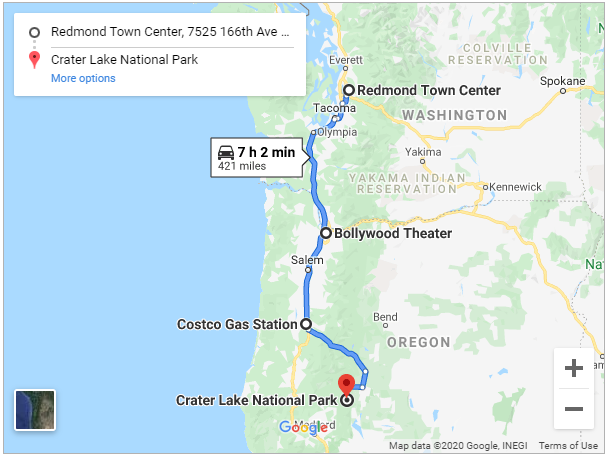 Redmond Town Center, 7525 166th Ave ...
Crater Lake National Park
More options
COLVILLE
RESERVATION
Everett
Spokane
Redmond Town Center
Tacoma
WASHINGTON
Olympia
7 h 2 min
421 miles
Yakima
YAKAMA INDIAN
RESERVATION
Kennewick
Bollywood Theater
Salem
Nat
Costco Gas Station
Bend
OREGON
Crater Lake National Park
Medford
Google
Map data ©2020 Google, INEGI Terms of Use